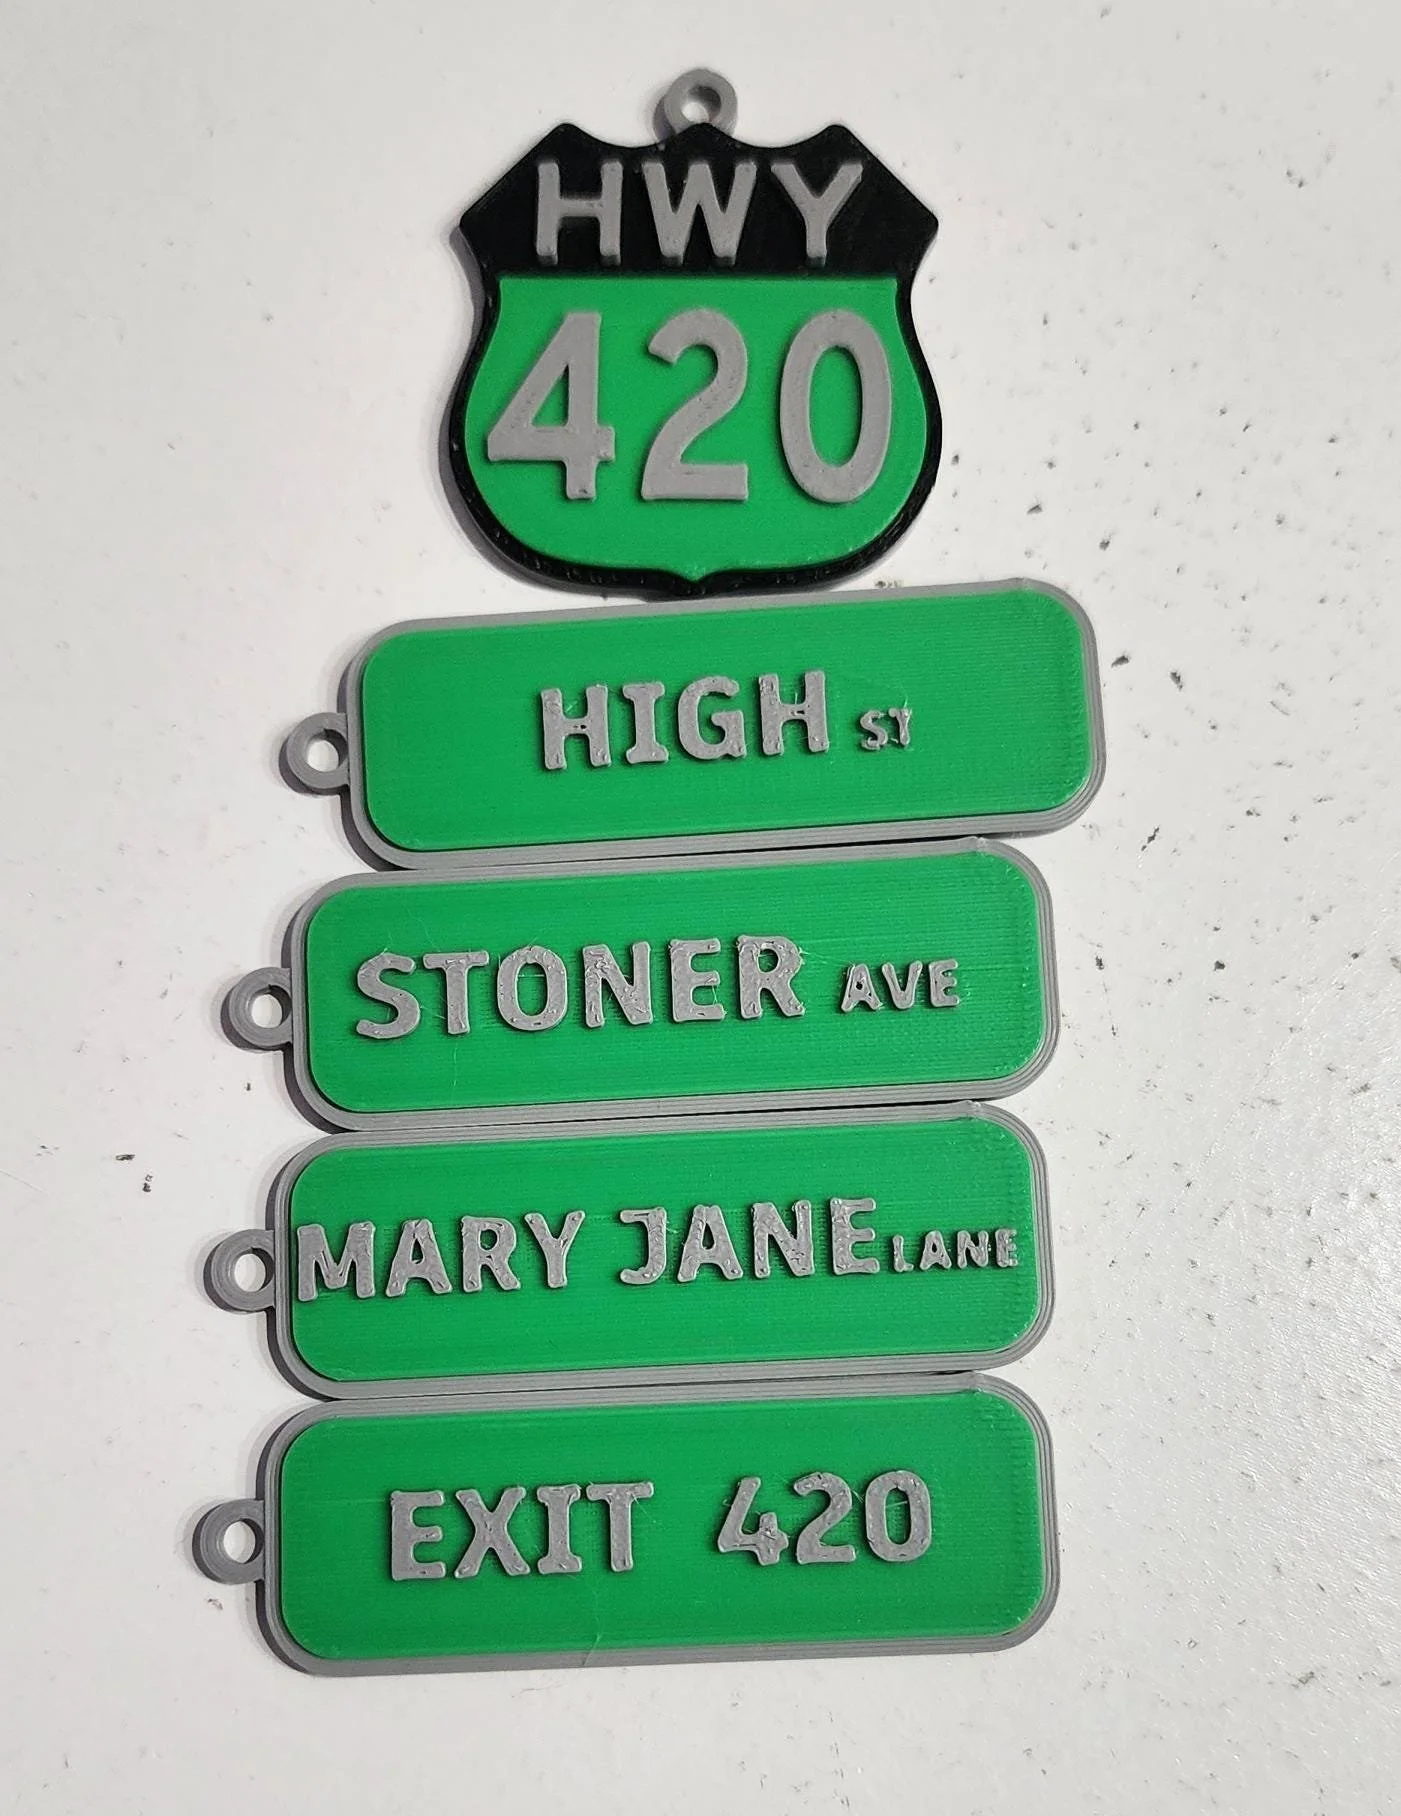 HWY
420
HIGH ST
STONER AVE
MARY JANE LANE
EXIT 420